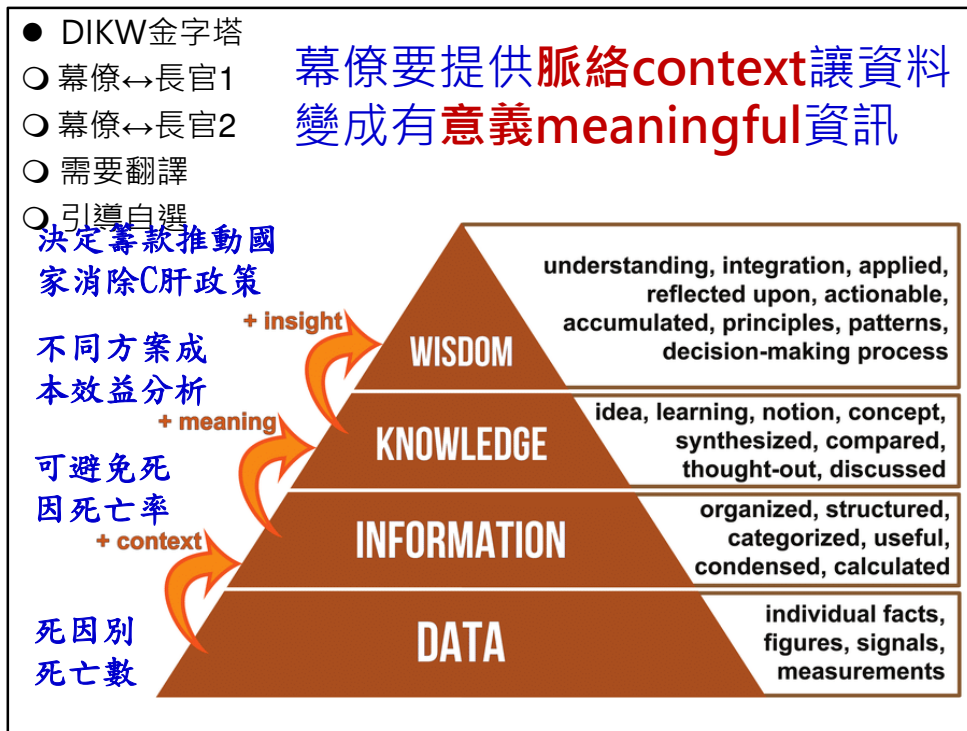 ● DIKW金字塔
❍ 幕僚↔長官1
❍ 幕僚↔長官2
❍ 需要翻譯
❍ 引導自選
幕僚要提供脈絡context讓資料
變成有意義meaningful資訊
決定籌款推動國
家消除C肝政策
+ insight
WISDOM
understanding, integration, applied,
reflected upon, actionable,
accumulated, principles, patterns,
decision-making process
不同方案成
本效益分析
+ meaning
KNOWLEDGE
idea, learning, notion, concept,
synthesized, compared,
thought-out, discussed
可避免死
因死亡率
+ context
INFORMATION
organized, structured,
categorized, useful,
condensed, calculated
死因別
死亡數
DATA
individual facts,
figures, signals,
measurements